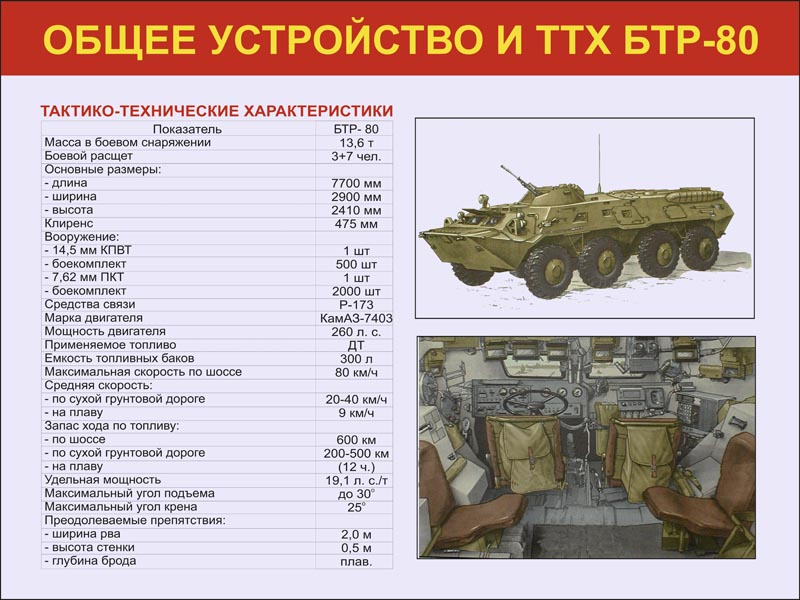 ОБЩЕЕ УСТРОЙСТВО И ТТХ БТР-80
ТАКТИКО-ТЕХНИЧЕСКИЕ ХАРАКТЕРИСТИКИ
Показатель БТР- 80
Масса в боевом снаряжении 13,6 т
Боевой расщет 3+7 чел.
Основные размеры:
- длина 7700 мм
- ширина 2900 мм
- высота 2410 мм
Клиренс 475 мм
Вооружение:
- 14,5 мм КПВТ 1 шт
- боекомплект 500 шт
- 7,62 мм ПКТ 1 шт
- боекомплект 2000 шт
Средства связи Р-173
Марка двигателя КамАЗ-7403
Мощность двигателя 260 л. с.
Применяемое топливо ДТ
Емкость топливных баков 300 л
Максимальная скорость по шоссе 80 км/ч
Средняя скорость:
- по сухой грунтовой дороге 20-40 км/ч
- на плаву 9 км/ч
Запас хода по топливу:
- по шоссе 600 км
- по сухой грунтовой дороге 200-500 км
- на плаву (12 ч.)
Удельная мощность 19,1 л. с./т
Максимальный угол подъема до 30°
Максимальный угол крена 25°
Преодолеваемые препятствия:
- ширина рва 2,0 м
- высота стенки 0,5 м
- глубина брода плав.